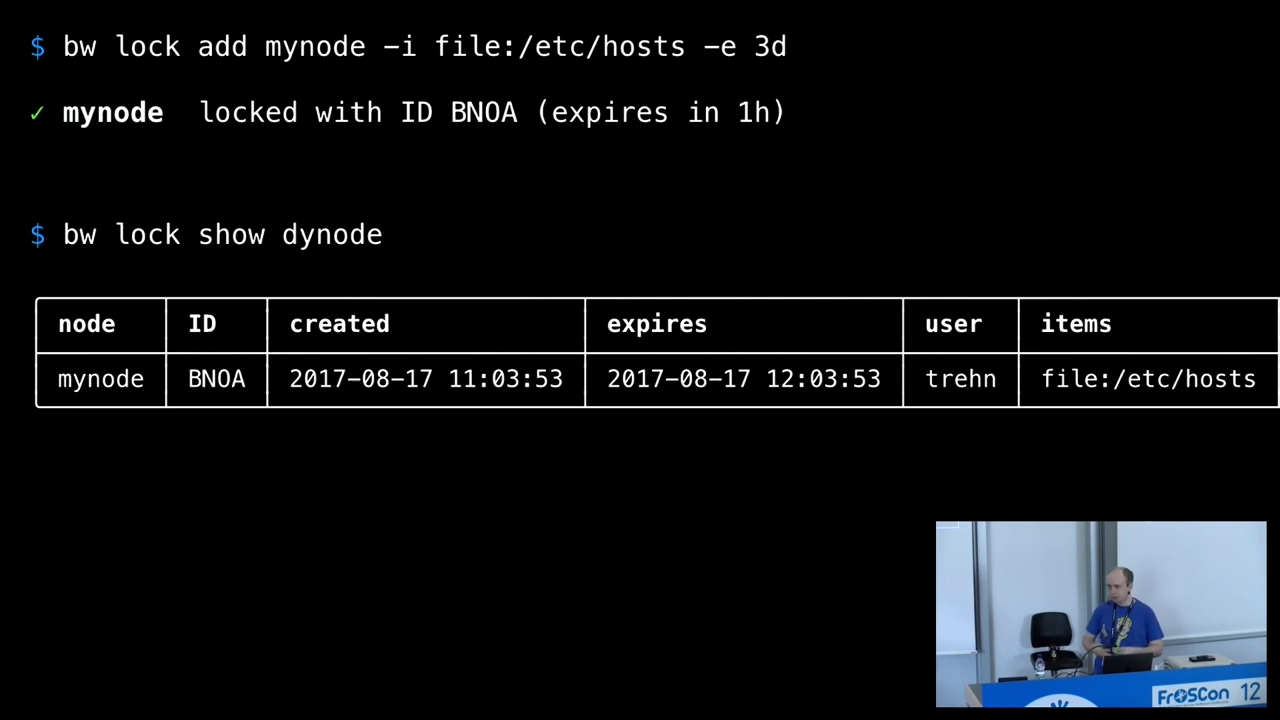 $ bw lock add mynode -i file:/etc/hosts -e 3d
✓ mynode locked with ID BNOA (expires in 1h)
$ bw lock show dynode
node ID created expires user items
mynode BNOA 2017-08-17 11:03:53 2017-08-17 12:03:53 trehn file:/etc/hosts
FrOSCon 12